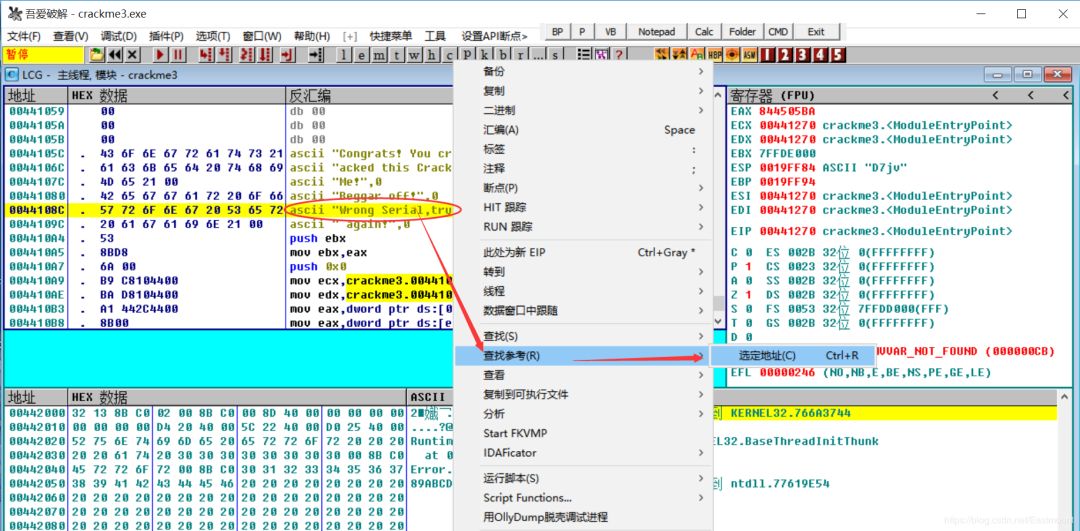 吾爱破解 - crackme3.exe
文件(F) 查看(V) 调试(D) 插件(P) 选项(T) 窗口(W) 帮助(H) [+] 快捷菜单 工具 设置API断点»
BP P VB Notepad Calc Folder CMD Exit
暂停
l e m t w h c p k b r ... s ?
1 2 3 4 5
LCG - 主线程, 模块 - crackme3
地址 HEX 数据 反汇编
00441059 00 db 00
0044105A 00 db 00
0044105B 00 db 00
0044105C . 43 6F 6E 67 72 61 74 73 21 ascii "Congrats! You cr
0044106C . 61 63 6B 65 64 20 74 68 69 ascii "acked this Crack
0044107C . 4D 65 21 00 ascii "Me!",0
00441080 . 42 65 67 67 61 72 20 6F 66 ascii "Beggar off!",0
0044108C . 57 72 6F 6E 67 20 53 65 72 ascii "Wrong Serial,try
0044109C . 20 61 67 61 69 6E 21 00 ascii " again!",0
004410A4 . 53 push ebx
004410A5 . 8BD8 mov ebx,eax
004410A7 . 6A 00 push 0x0
004410A9 . B9 C8104400 mov ecx,crackme3.004410
004410AE . BA D8104400 mov edx,crackme3.004410
004410B3 . A1 442C4400 mov eax,dword ptr ds:[0
004410B8 . 8B00 mov eax,dword ptr ds:[
备份
复制
二进制
汇编(A) Space
标签 :
注释 ;
断点(P)
HIT 跟踪
RUN 跟踪
此处为新 EIP Ctrl+Gray *
转到
线程
数据窗口中跟随
查找(S)
查找参考(R)
查看
复制到可执行文件
分析
Start FKVMP
IDAFicator
运行脚本(S)
Script Functions...
用OllyDump脱壳调试进程
选定地址(C) Ctrl+R
寄存器 (FPU) < < <
EAX 844505BA
ECX 00441270 crackme3.<ModuleEntryPoint>
EDX 00441270 crackme3.<ModuleEntryPoint>
EBX 7FFDE000
ESP 0019FF84 ASCII "D7jv"
EBP 0019FF94
ESI 00441270 crackme3.<ModuleEntryPoint>
EDI 00441270 crackme3.<ModuleEntryPoint>
EIP 00441270 crackme3.<ModuleEntryPoint>
C 0 ES 002B 32位 0(FFFFFFFF)
P 1 CS 0023 32位 0(FFFFFFFF)
A 0 SS 002B 32位 0(FFFFFFFF)
Z 1 DS 002B 32位 0(FFFFFFFF)
S 0 FS 0053 32位 7FFDD000(FFF)
T 0 GS 002B 32位 0(FFFFFFFF)
D 0
VVAR_NOT_FOUND (000000CB)
EFL 00000246 (NO,NB,E,BE,NS,PE,GE,LE)
地址 HEX 数据 ASCII
00442000 32 13 8B C0 02 00 8B C0 00 8D 40 00 00 00 00 00
00442010 00 00 00 00 D4 20 40 00 5C 22 40 00 D0 25 40 00 ....?@
00442020 52 75 6E 74 69 6D 65 20 65 72 72 6F 72 20 20 20 Runtim
00442030 20 20 61 74 20 30 30 30 30 30 30 30 30 00 8B C0 at 0
00442040 45 72 72 6F 72 00 8B C0 30 31 32 33 34 35 36 37 Error.
00442050 38 39 41 42 43 44 45 46 20 20 20 20 20 20 20 20 89ABCD
00442060 20 20 20 20 20 20 20 20 20 20 20 20 20 20 20 20
00442070 20 20 20 20 20 20 20 20 20 20 20 20 20 20 20 20
00442080 20 20 20 20 20 20 20 20 20 20 20 20 20 20 20 20
到 KERNEL32.766A3744
EL32.BaseThreadInitThunk
到 ntdll.77619E54